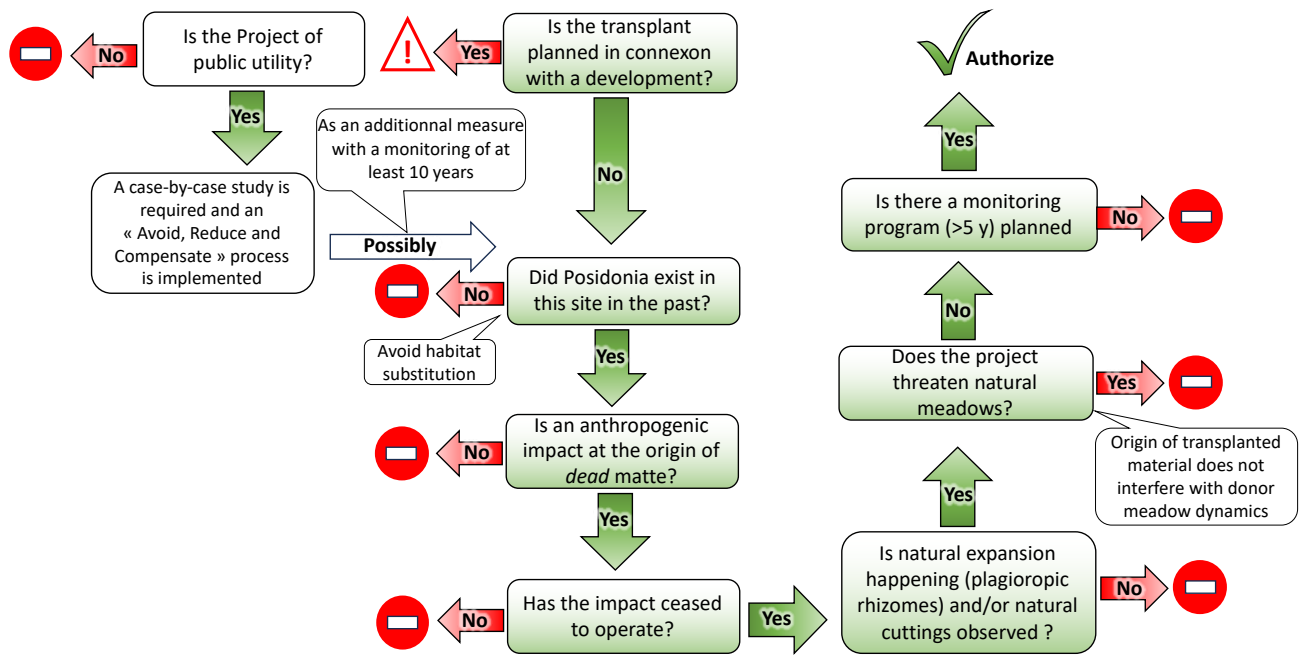 Is the Project of
public utility?
No
Yes
A case-by-case study is
required and an
« Avoid, Reduce and
Compensate » process
is implemented
As an additionnal measure
with a monitoring of at
least 10 years
Possibly
Is the transplant
planned in connexon
with a development?
Yes
No
Did Posidonia exist in
this site in the past?
No
Avoid habitat
substitution
Yes
Is an anthropogenic
impact at the origin of
dead matte?
No
Yes
Has the impact ceased
to operate?
No
Yes
Is natural expansion
happening (plagioropic
rhizomes) and/or natural
cuttings observed ?
No
Yes
Does the project
threaten natural
meadows?
Yes
Origin of transplanted
material does not
interfere with donor
meadow dynamics
No
Is there a monitoring
program (>5 y) planned
No
Yes
Authorize